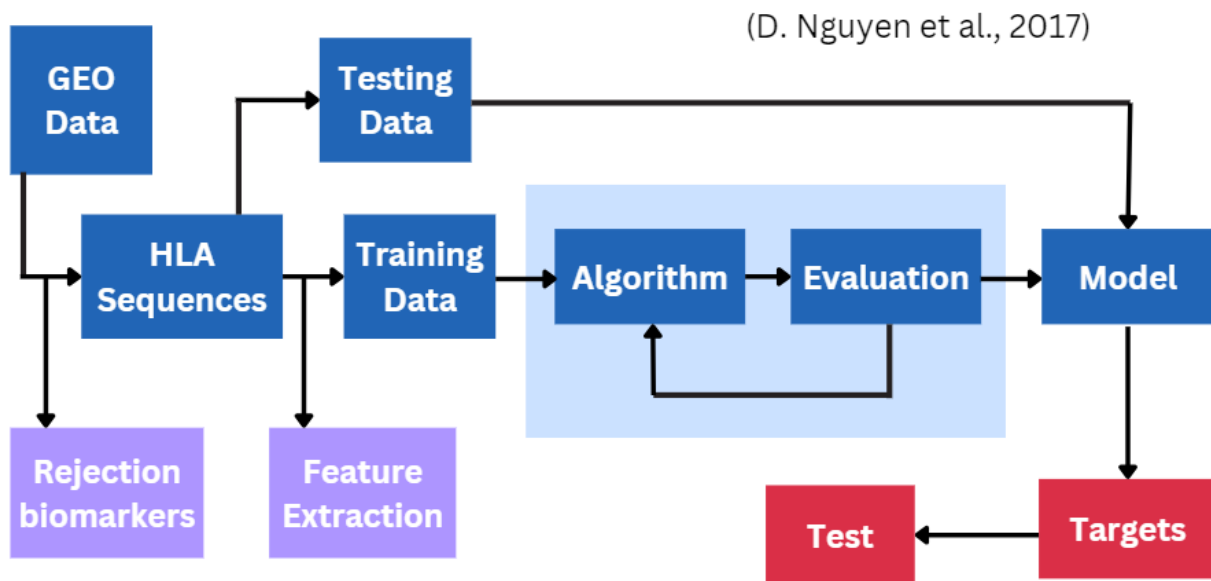 (D. Nguyen et al., 2017)
GEO
Data
Testing
Data
HLA
Sequences
Training
Data
Algorithm
Evaluation
Model
Rejection
biomarkers
Feature
Extraction
Test
Targets